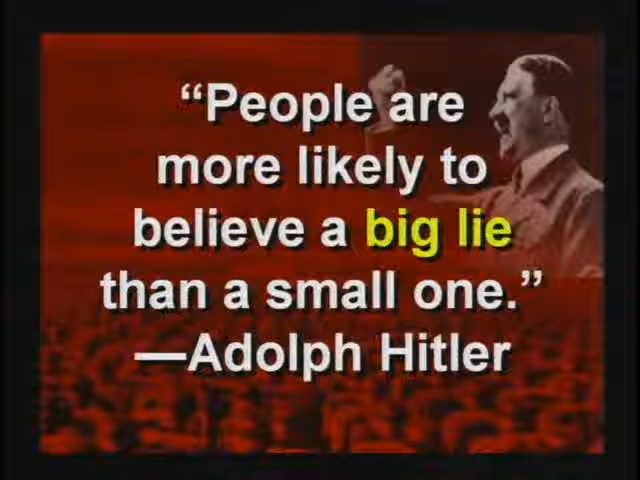 “People are
more likely to
believe a big lie
than a small one.”
—Adolph Hitler